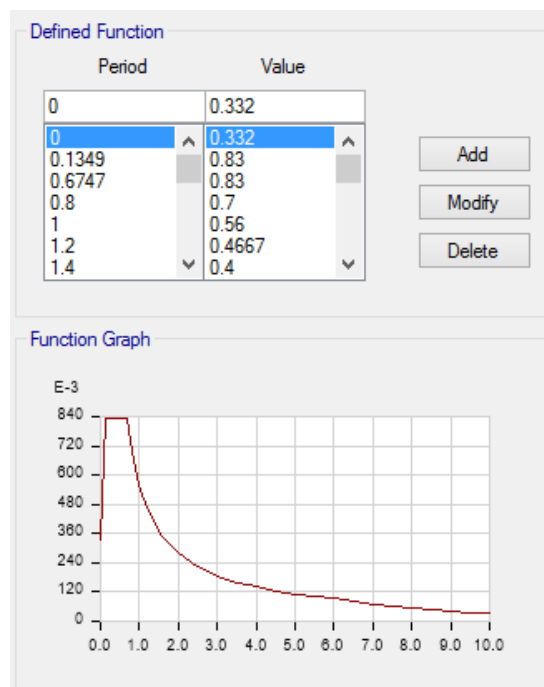 Defined Function
Period Value
0 0.332
0 0.332
0.1349 0.83
0.6747 0.83
0.8 0.7
1 0.56
1.2 0.4667
1.4 0.4
Add
Modify
Delete
Function Graph
E-3
840
720
600
480
360
240
120
0
0.0 1.0 2.0 3.0 4.0 5.0 6.0 7.0 8.0 9.0 10.0